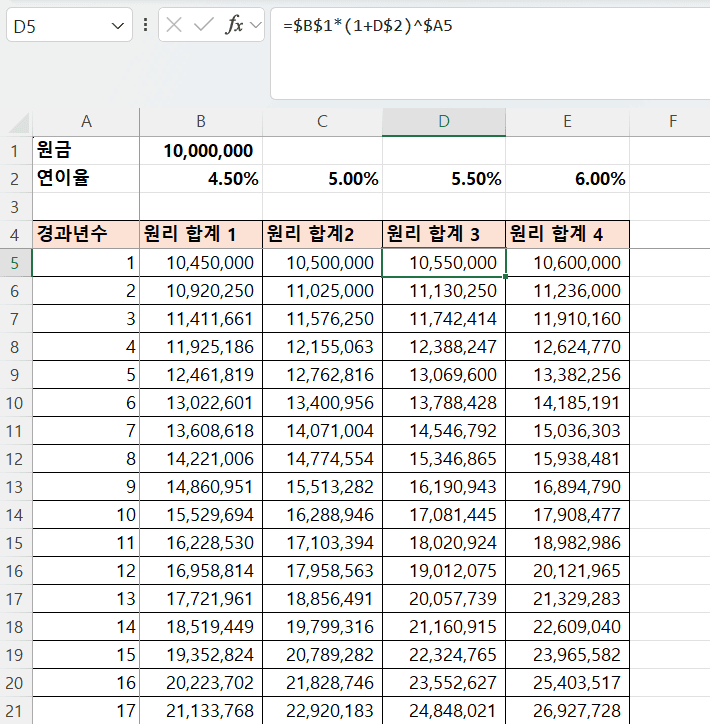 D5 fx =$B$1*(1+D$2)^$A5
A B C D E F
1 원금 10,000,000
2 연이율 4.50% 5.00% 5.50% 6.00%
3
4 경과년수 원리 합계 1 원리 합계2 원리 합계 3 원리 합계 4
5 1 10,450,000 10,500,000 10,550,000 10,600,000
6 2 10,920,250 11,025,000 11,130,250 11,236,000
7 3 11,411,661 11,576,250 11,742,414 11,910,160
8 4 11,925,186 12,155,063 12,388,247 12,624,770
9 5 12,461,819 12,762,816 13,069,600 13,382,256
10 6 13,022,601 13,400,956 13,788,428 14,185,191
11 7 13,608,618 14,071,004 14,546,792 15,036,303
12 8 14,221,006 14,774,554 15,346,865 15,938,481
13 9 14,860,951 15,513,282 16,190,943 16,894,790
14 10 15,529,694 16,288,946 17,081,445 17,908,477
15 11 16,228,530 17,103,394 18,020,924 18,982,986
16 12 16,958,814 17,958,563 19,012,075 20,121,965
17 13 17,721,961 18,856,491 20,057,739 21,329,283
18 14 18,519,449 19,799,316 21,160,915 22,609,040
19 15 19,352,824 20,789,282 22,324,765 23,965,582
20 16 20,223,702 21,828,746 23,552,627 25,403,517
21 17 21,133,768 22,920,183 24,848,021 26,927,728